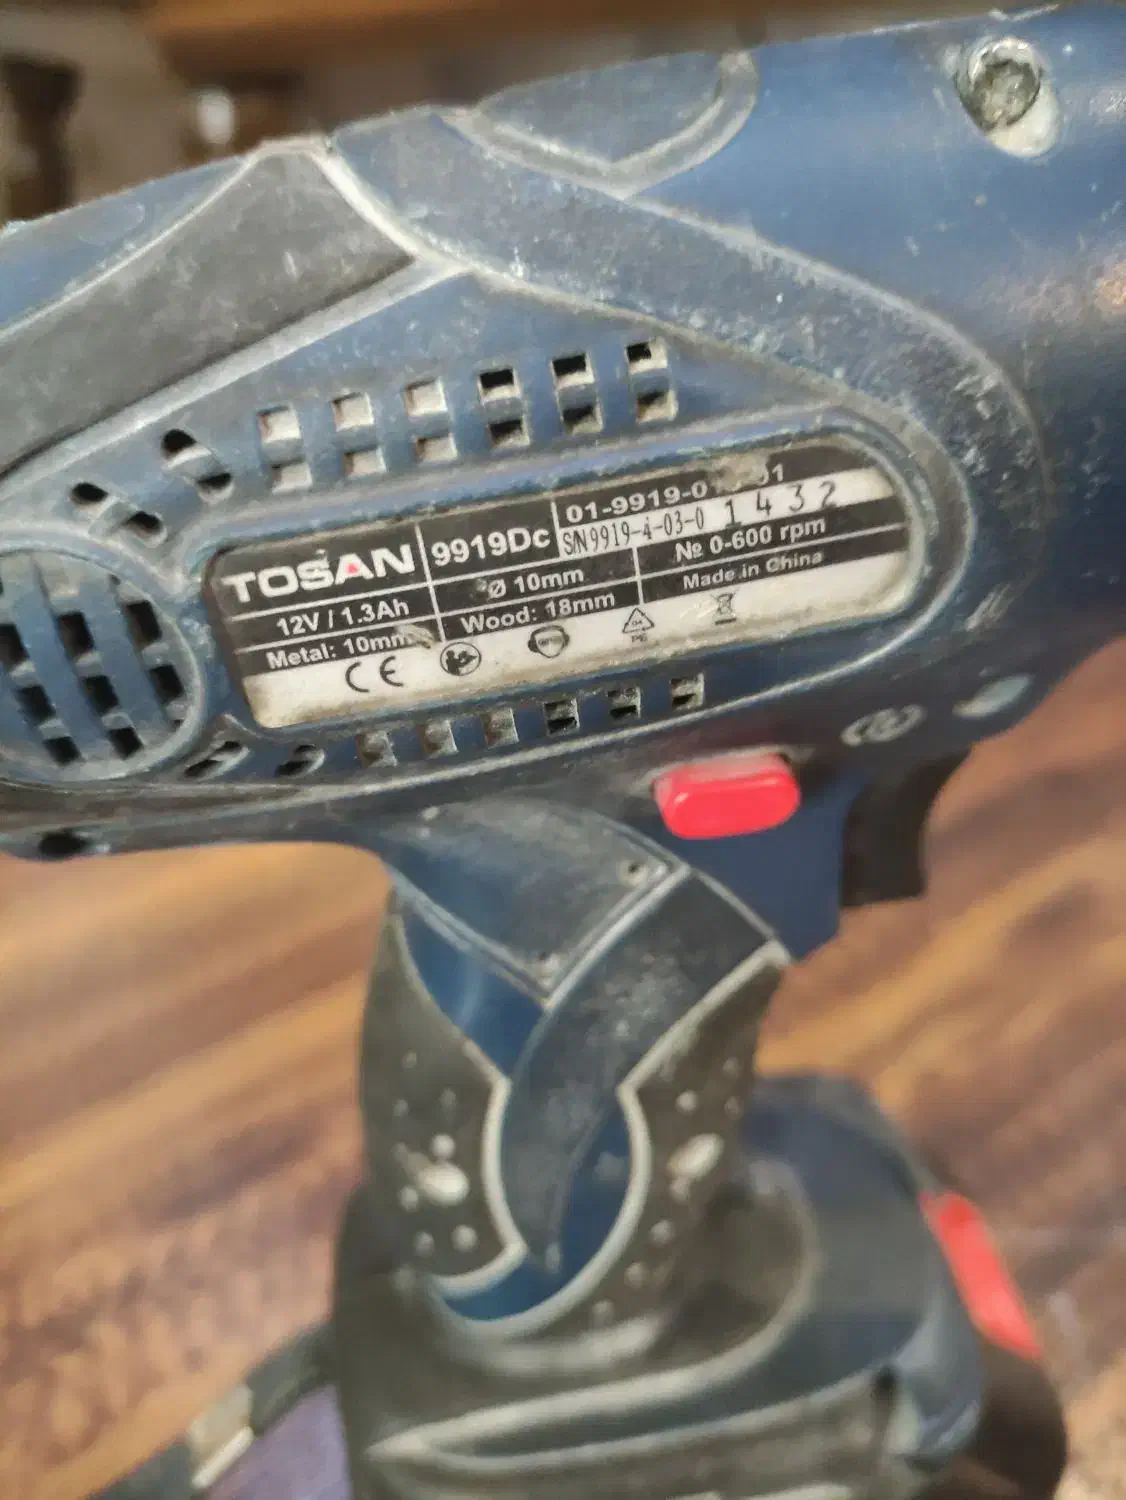 TOSAN
9919Dc
01-9919-0
SN9919-4-03-0 1432
12V / 1.3Ah
Ø 10mm
№ 0-600 rpm
Metal: 10mm
Wood: 18mm
Made in China
CE